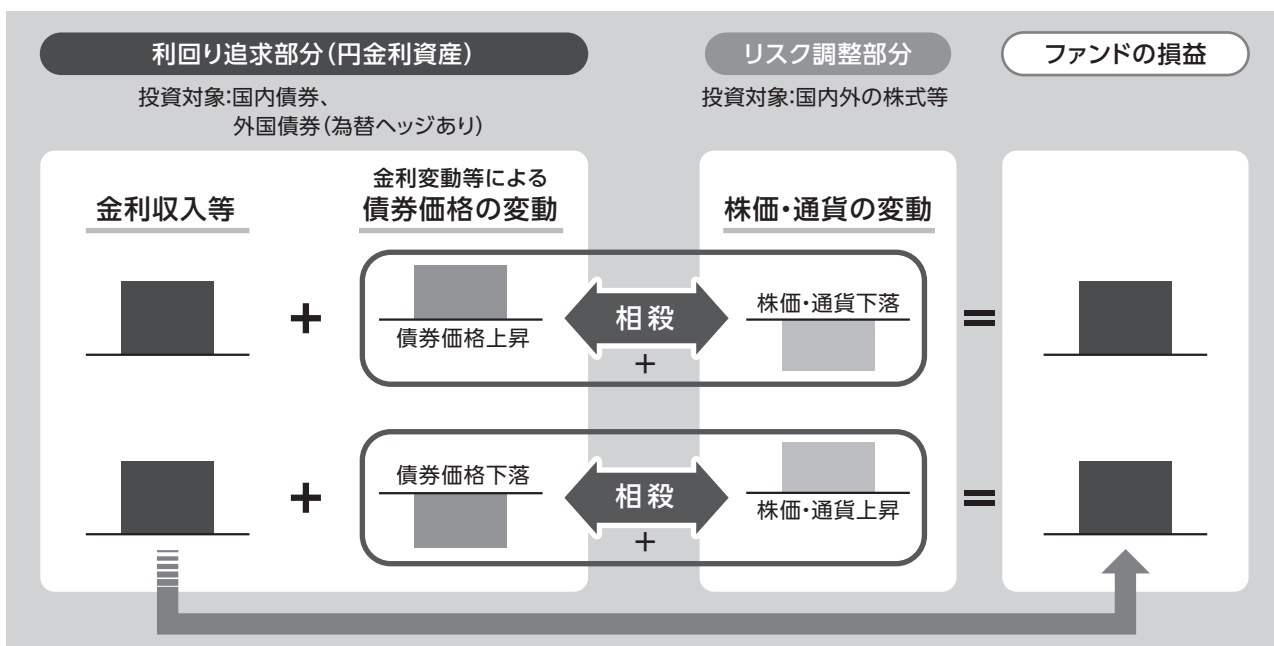 利回り追求部分(円金利資産)
リスク調整部分
ファンドの損益
投資対象:国内債券、
外国債券(為替ヘッジあり)
投資対象:国内外の株式等
金利収入等
金利変動等による
債券価格の変動
株価・通貨の変動
+
債券価格上昇
相殺
+
株価・通貨下落
=
+
債券価格下落
相殺
+
株価・通貨上昇
=